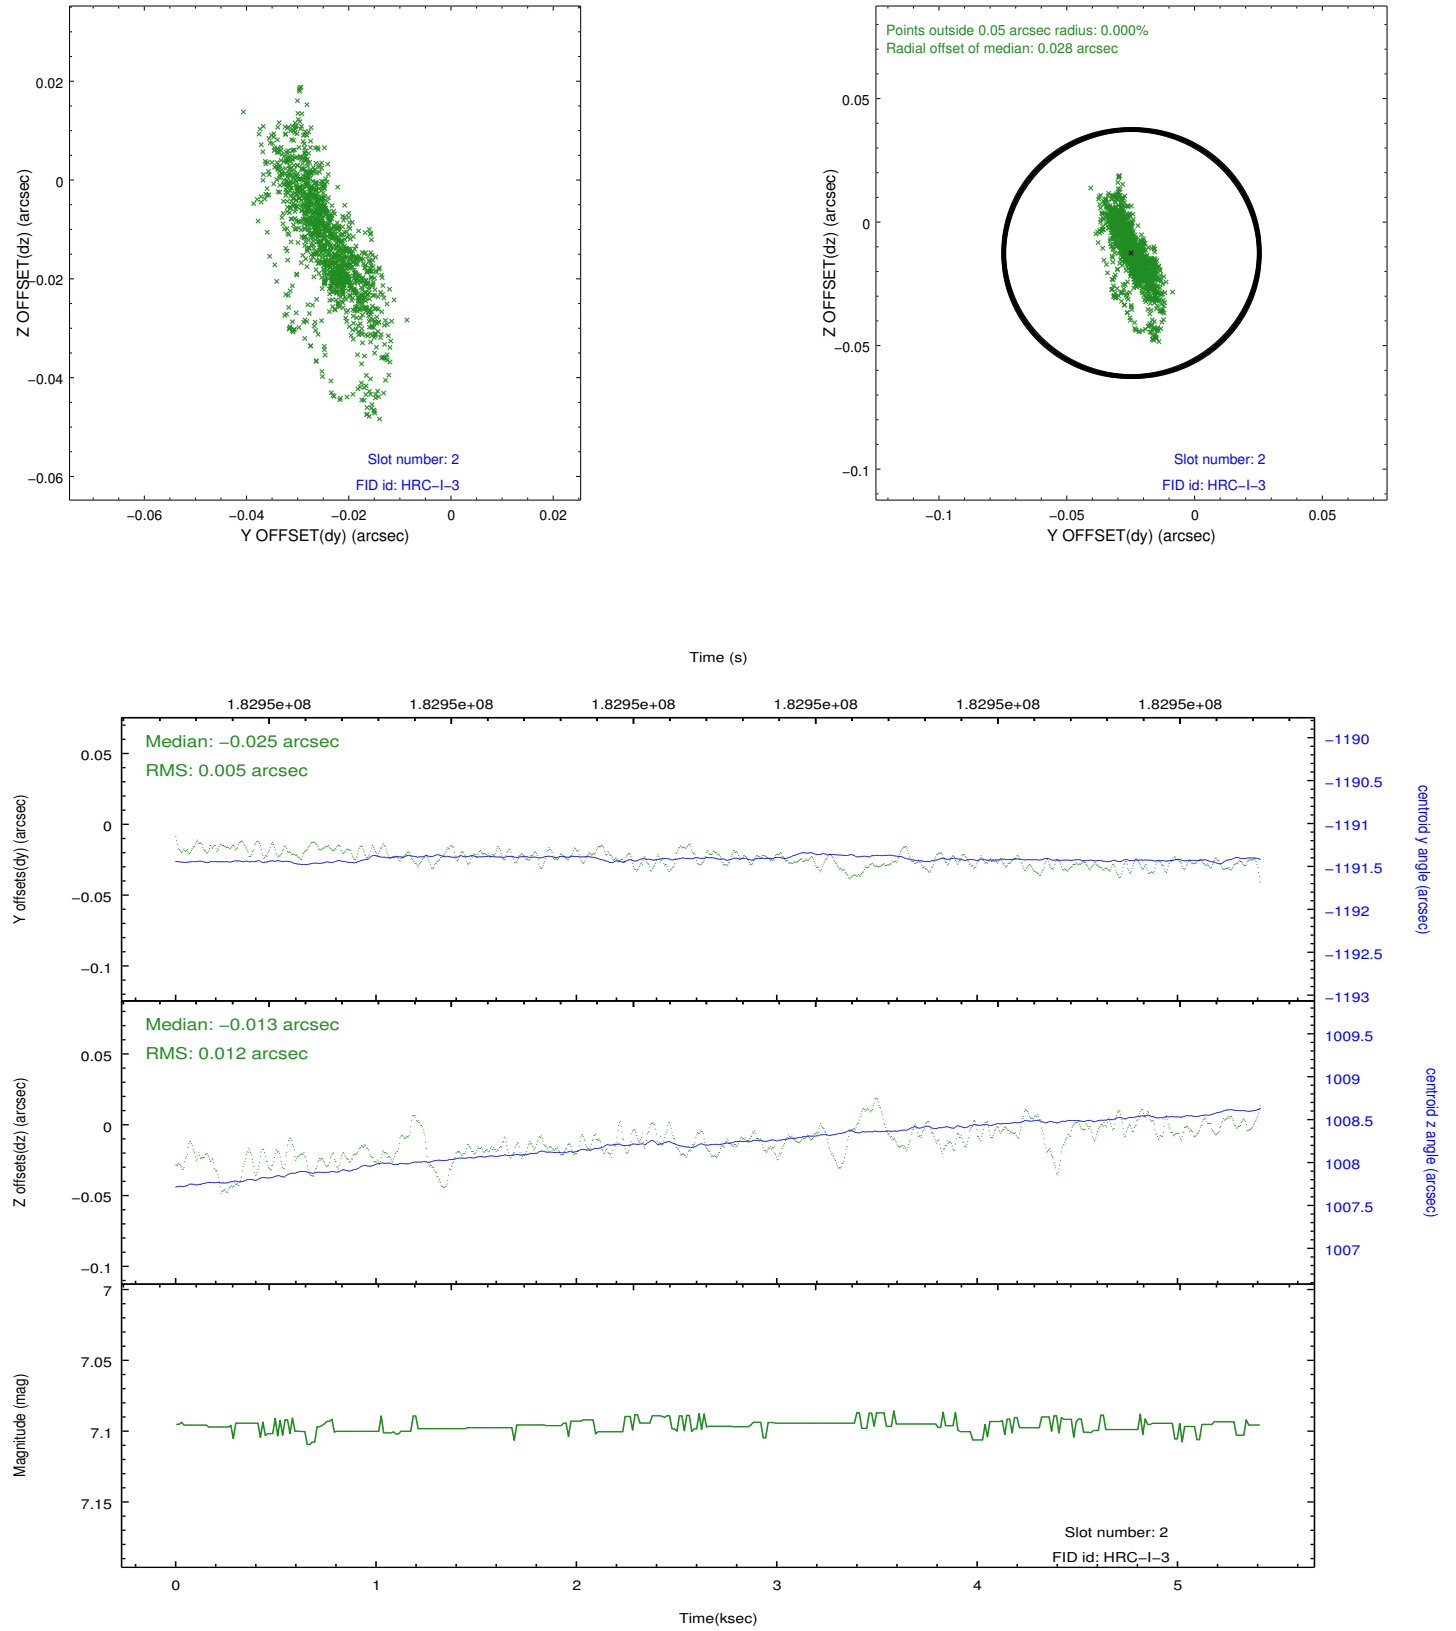 0.02
0
−0.02
−0.04
−0.06
Z OFFSET(dz) (arcsec)
Slot number: 2
FID id: HRC−I−3
−0.06
−0.04
−0.02
0
0.02
Y OFFSET(dy) (arcsec)
Points outside 0.05 arcsec radius: 0.000%
Radial offset of median: 0.028 arcsec
0.05
0
−0.05
−0.1
Z OFFSET(dz) (arcsec)
Slot number: 2
FID id: HRC−I−3
−0.1
−0.05
0
0.05
Y OFFSET(dy) (arcsec)
Time (s)
1.8295e+08
1.8295e+08
1.8295e+08
1.8295e+08
1.8295e+08
1.8295e+08
Median: −0.025 arcsec
RMS: 0.005 arcsec
0.05
0
−0.05
−0.1
Y offsets(dy) (arcsec)
−1190
−1190.5
−1191
−1191.5
−1192
−1192.5
−1193
centroid y angle (arcsec)
Median: −0.013 arcsec
RMS: 0.012 arcsec
0.05
0
−0.05
−0.1
Z offsets(dz) (arcsec)
1009.5
1009
1008.5
1008
1007.5
1007
centroid z angle (arcsec)
7
7.05
7.1
7.15
Magnitude (mag)
Slot number: 2
FID id: HRC−I−3
0
1
2
3
4
5
Time(ksec)